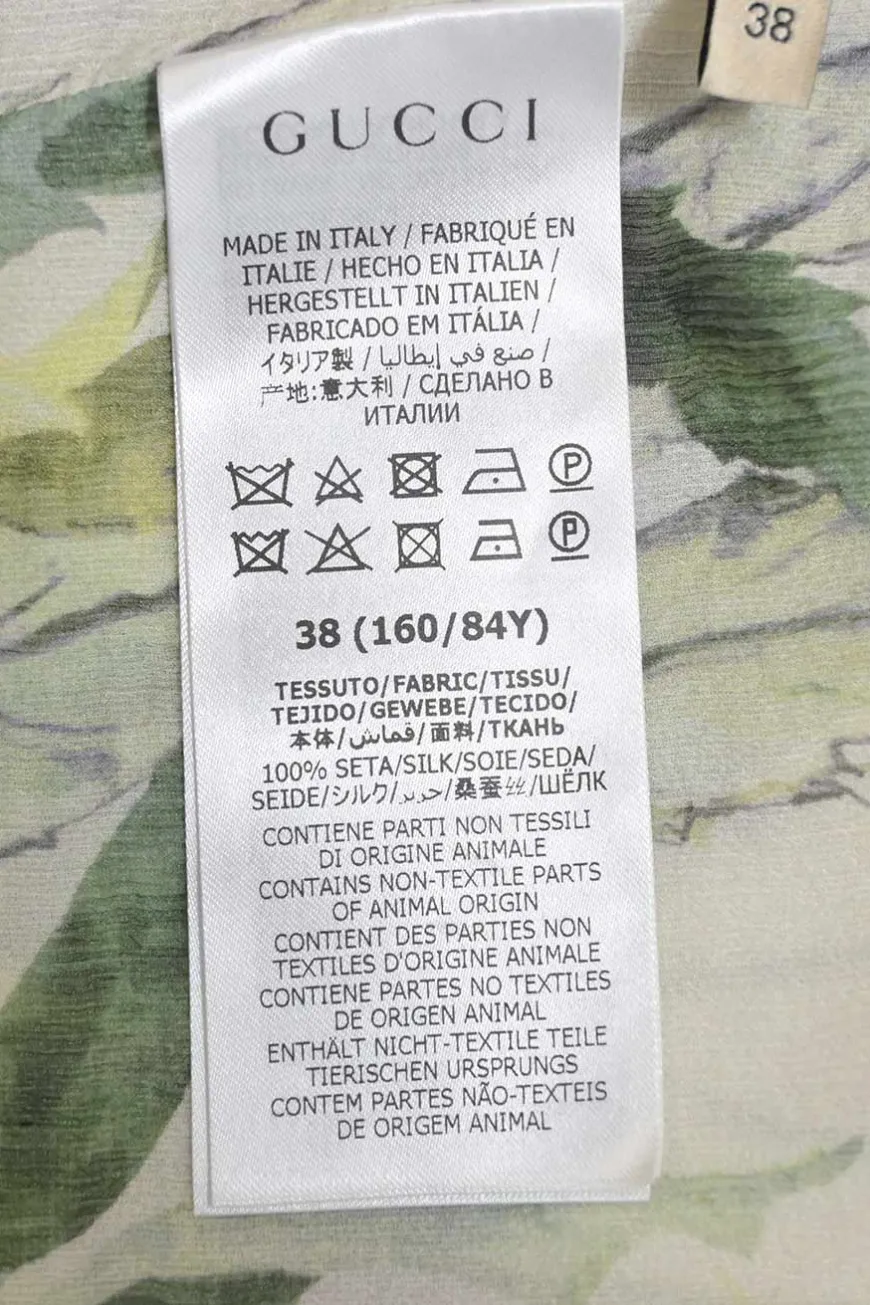 38
GUCCI
MADE IN ITALY / FABRIQUÉ EN
ITALIE / HECHO EN ITALIA /
HERGESTELLT IN ITALIEN /
FABRICADO EM ITÁLIA /
イタリア製 / صنع في إيطاليا /
产地:意大利 / СДЕЛАНО В
ИТАЛИИ
P
P
38 (160/84Y)
TESSUTO/FABRIC/TISSU/
TEJIDO/GEWEBE/TECIDO/
本体/قماش/面料/ТКАНЬ
100% SETA/SILK/SOIE/SEDA/
SEIDE/シルク/حرير/桑蚕丝/ШЁЛК
CONTIENE PARTI NON TESSILI
DI ORIGINE ANIMALE
CONTAINS NON-TEXTILE PARTS
OF ANIMAL ORIGIN
CONTIENT DES PARTIES NON
TEXTILES D'ORIGINE ANIMALE
CONTIENE PARTES NO TEXTILES
DE ORIGEN ANIMAL
ENTHÄLT NICHT-TEXTILE TEILE
TIERISCHEN URSPRUNGS
CONTEM PARTES NÃO-TEXTEIS
DE ORIGEM ANIMAL